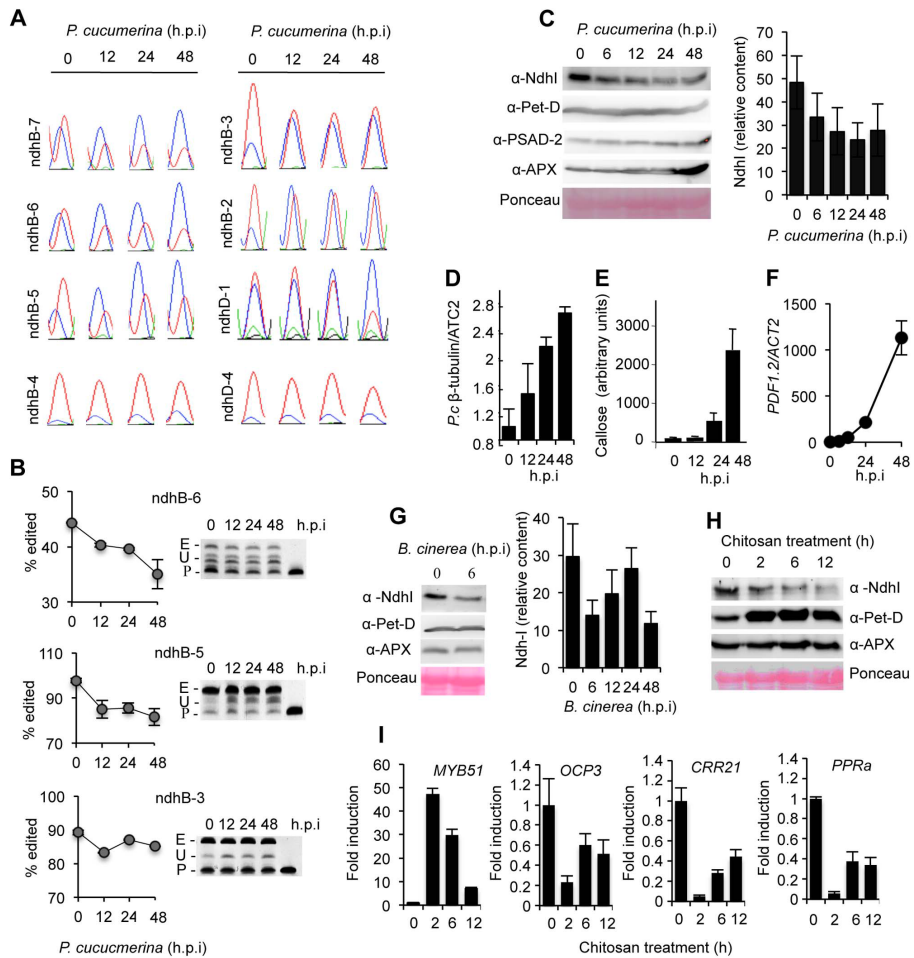 A
P. cucumerina (h.p.i)
0 12 24 48
P. cucumerina (h.p.i)
0 12 24 48
ndhB-7
ndhB-3
ndhB-6
ndhB-2
ndhB-5
ndhD-1
ndhB-4
ndhD-4
B
ndhB-6
% edited
50
40
30
0 12 24 48
0 12 24 48 h.p.i
E -
U -
P -
ndhB-5
% edited
110
90
70
0 12 24 48
0 12 24 48 h.p.i
E -
U -
P -
ndhB-3
% edited
100
90
80
70
0 12 24 48
0 12 24 48 h.p.i
E -
U -
P -
P. cucucmerina (h.p.i)
C
P. cucumerina (h.p.i)
0 6 12 24 48
α-NdhI
α-Pet-D
α-PSAD-2
α-APX
Ponceau
NdhI (relative content)
70
60
50
40
30
20
10
0
0 6 12 24 48
P. cucumerina (h.p.i)
D
P.c β-tubulin/ATC2
2.8
2.4
2.0
1.6
1.2
0.8
0 12 24 48
h.p.i
E
Callose (arbitrary units)
3000
2000
1000
0
0 12 24 48
h.p.i
F
PDF1.2/ACT2
1500
1000
500
0
0 24 48
h.p.i
G
B. cinerea (h.p.i)
0 6
α -NdhI
α-Pet-D
α-APX
Ponceau
Ndh-I (relative content)
40
30
20
10
0
0 6 12 24 48
B. cinerea (h.p.i)
H
Chitosan treatment (h)
0 2 6 12
α -NdhI
α-Pet-D
α-APX
Ponceau
I
MYB51
Fold induction
60
50
40
30
20
10
0
0 2 6 12
OCP3
Fold induction
1.4
1.2
1
0.8
0.6
0.4
0.2
0
0 2 6 12
CRR21
Fold induction
1.4
1.2
1
0.8
0.6
0.4
0.2
0
0 2 6 12
PPRa
Fold induction
1.4
1.2
1
0.8
0.6
0.4
0.2
0
0 2 6 12
Chitosan treatment (h)